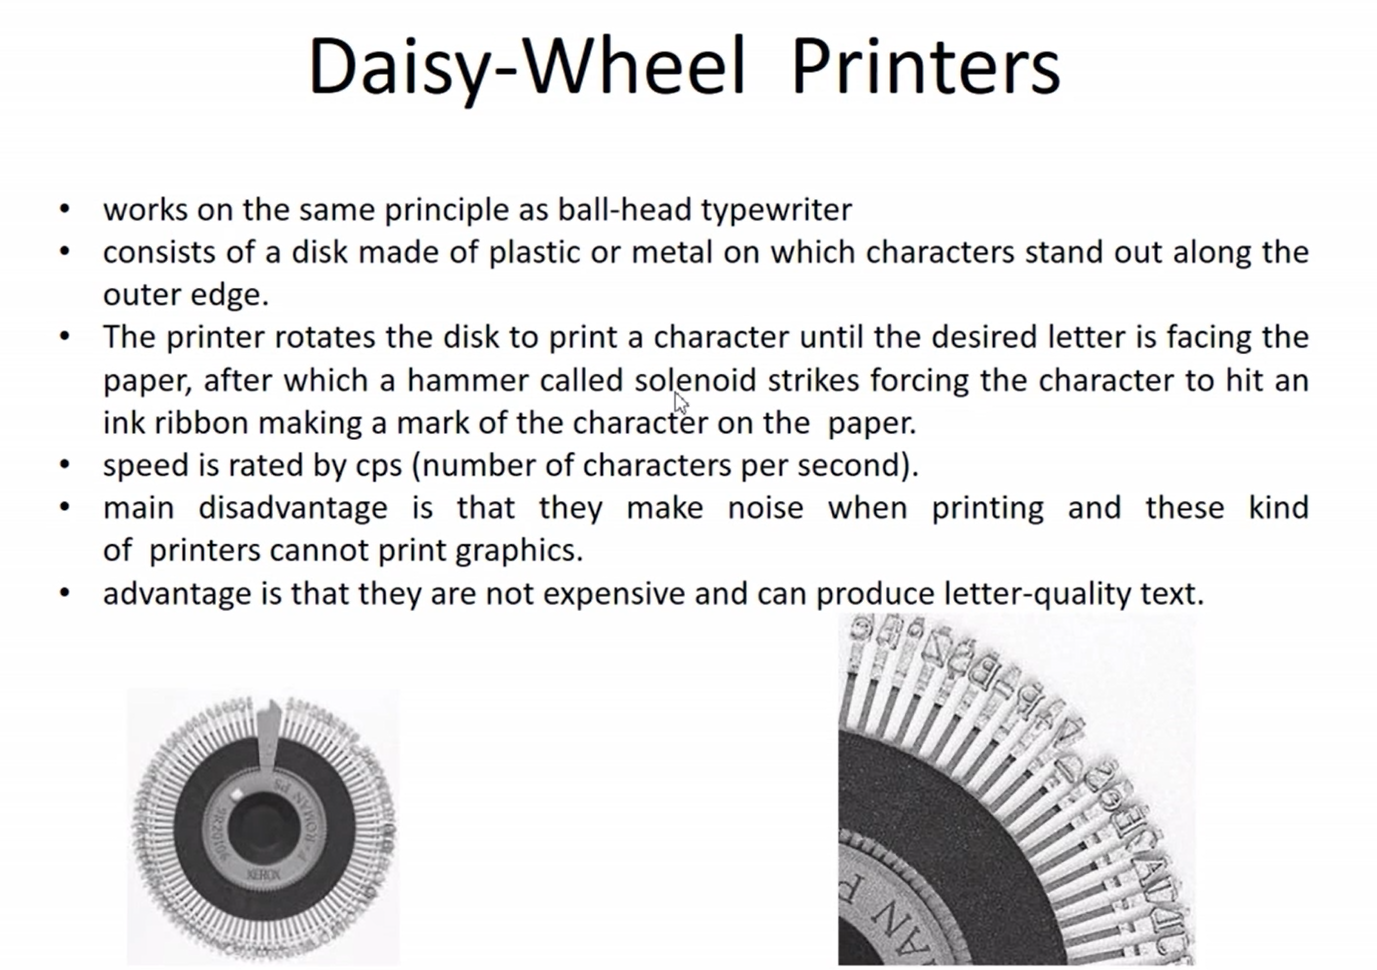 Daisy-Wheel Printers
• works on the same principle as ball-head typewriter
• consists of a disk made of plastic or metal on which characters stand out along the
outer edge.
• The printer rotates the disk to print a character until the desired letter is facing the
paper, after which a hammer called solenoid strikes forcing the character to hit an
ink ribbon making a mark of the character on the paper.
• speed is rated by cps (number of characters per second).
• main disadvantage is that they make noise when printing and these kind
of printers cannot print graphics.
• advantage is that they are not expensive and can produce letter-quality text.
ROMAN PS
XEROX